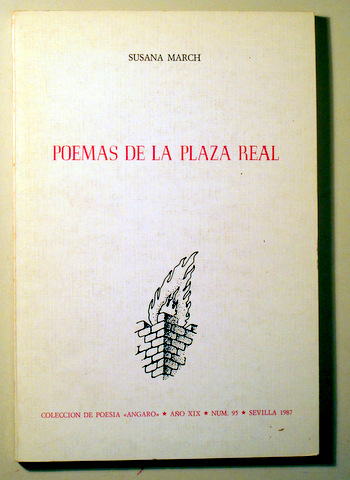 SUSANA MARCH
POEMAS DE LA PLAZA REAL
COLECCION DE POESIA «ANGARO» ★ AÑO XIX ★ NUM. 95 ★ SEVILLA 1987